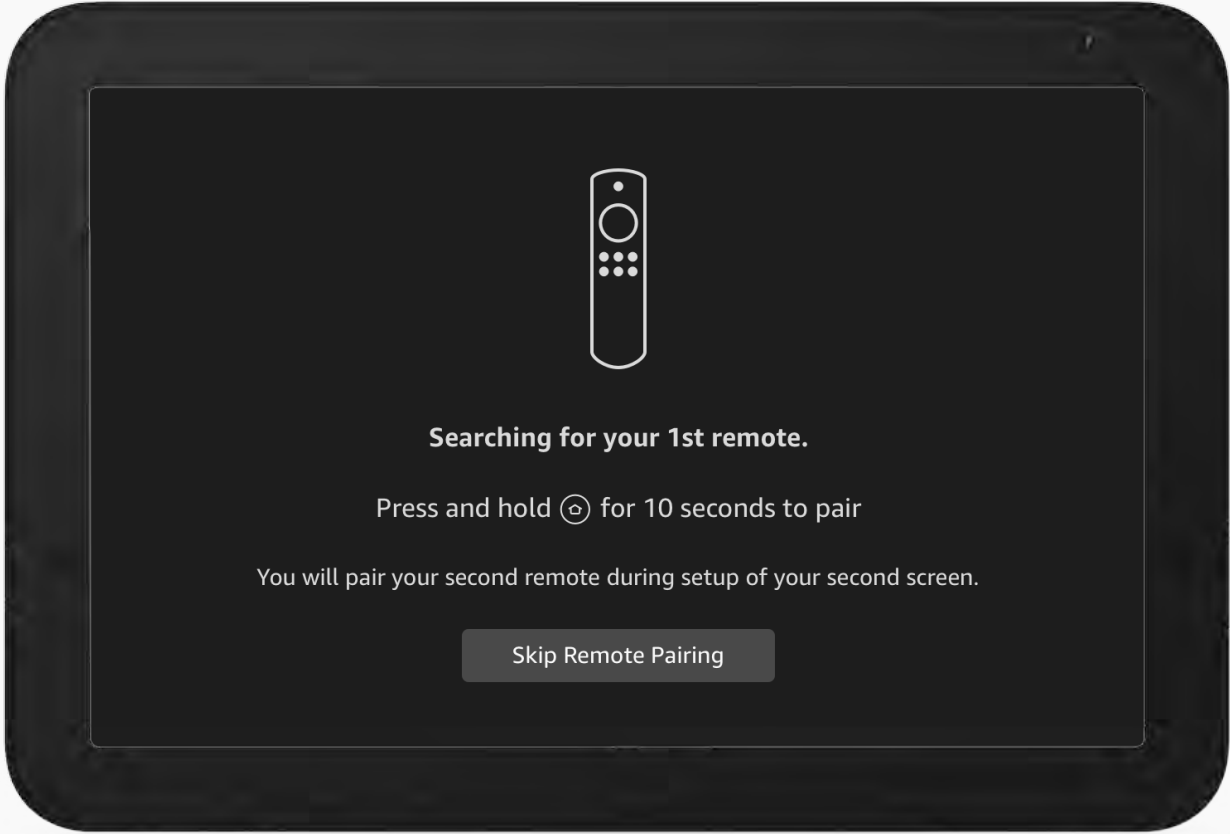 Searching for your 1st remote.
Press and hold for 10 seconds to pair
You will pair your second remote during setup of your second screen.
Skip Remote Pairing